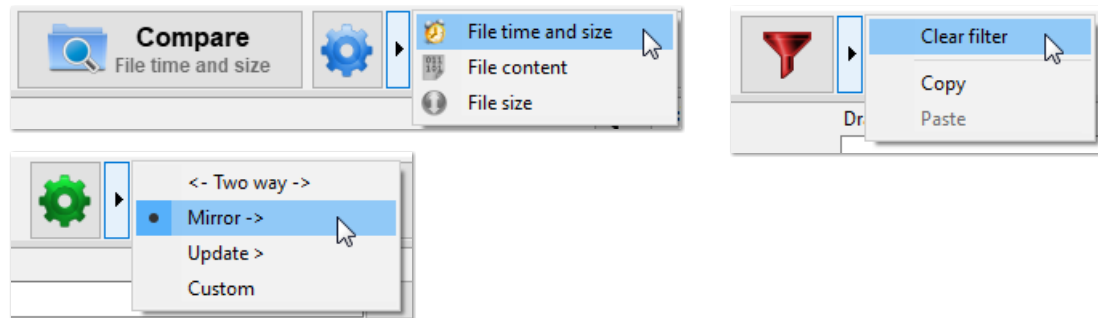 Compare
File time and size
File time and size
File content
File size
Clear filter
Copy
Paste
Dr
<- Two way ->
Mirror ->
Update >
Custom